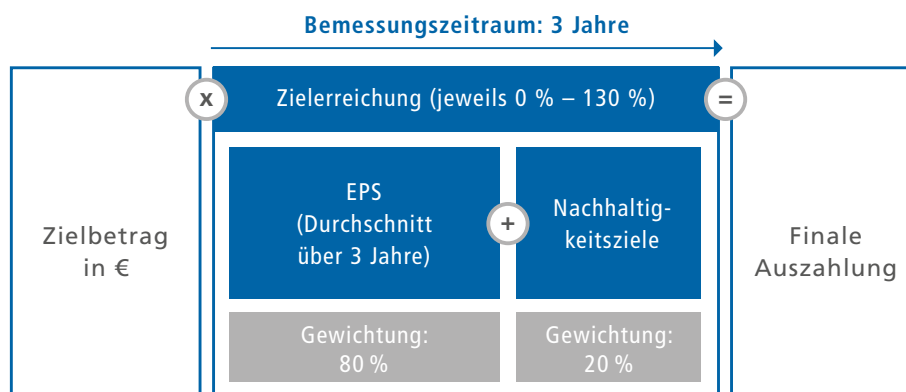 Bemessungszeitraum: 3 Jahre
x
Zielerreichung (jeweils 0 % – 130 %)
=
Zielbetrag
in €
EPS
(Durchschnitt
über 3 Jahre)
+
Nachhaltig-
keitsziele
Finale
Auszahlung
Gewichtung:
80 %
Gewichtung:
20 %